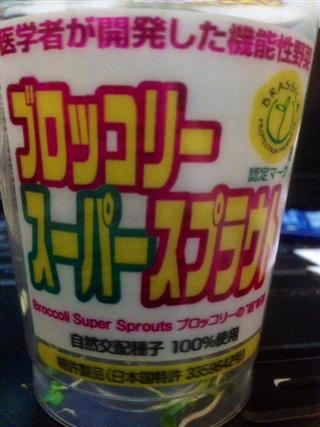 医学者が開発した機能性野菜
BRASSICA
ブロッコリー
認定マーク
スーパースプラウト
Broccoli Super Sprouts ブロッコリーの
自然交配種子 100%使用
特許製品(日本国特許 3359642号)